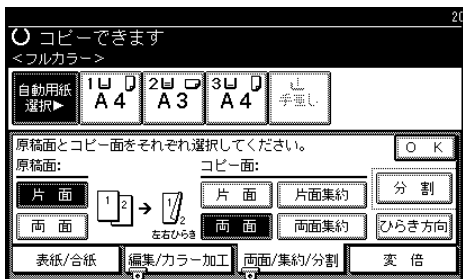 20
コピーできます
<フルカラー>
自動用紙
選択▶
1
A4
2
A3
3
A4
手差し
原稿面とコピー面をそれぞれ選択してください。
OK
原稿面:
コピー面:
片面
片面
片面集約
分割
1 2
1/2
両面
左右ひらき
両面
両面集約
ひらき方向
表紙/合紙
編集/カラー加工
両面/集約/分割
変倍